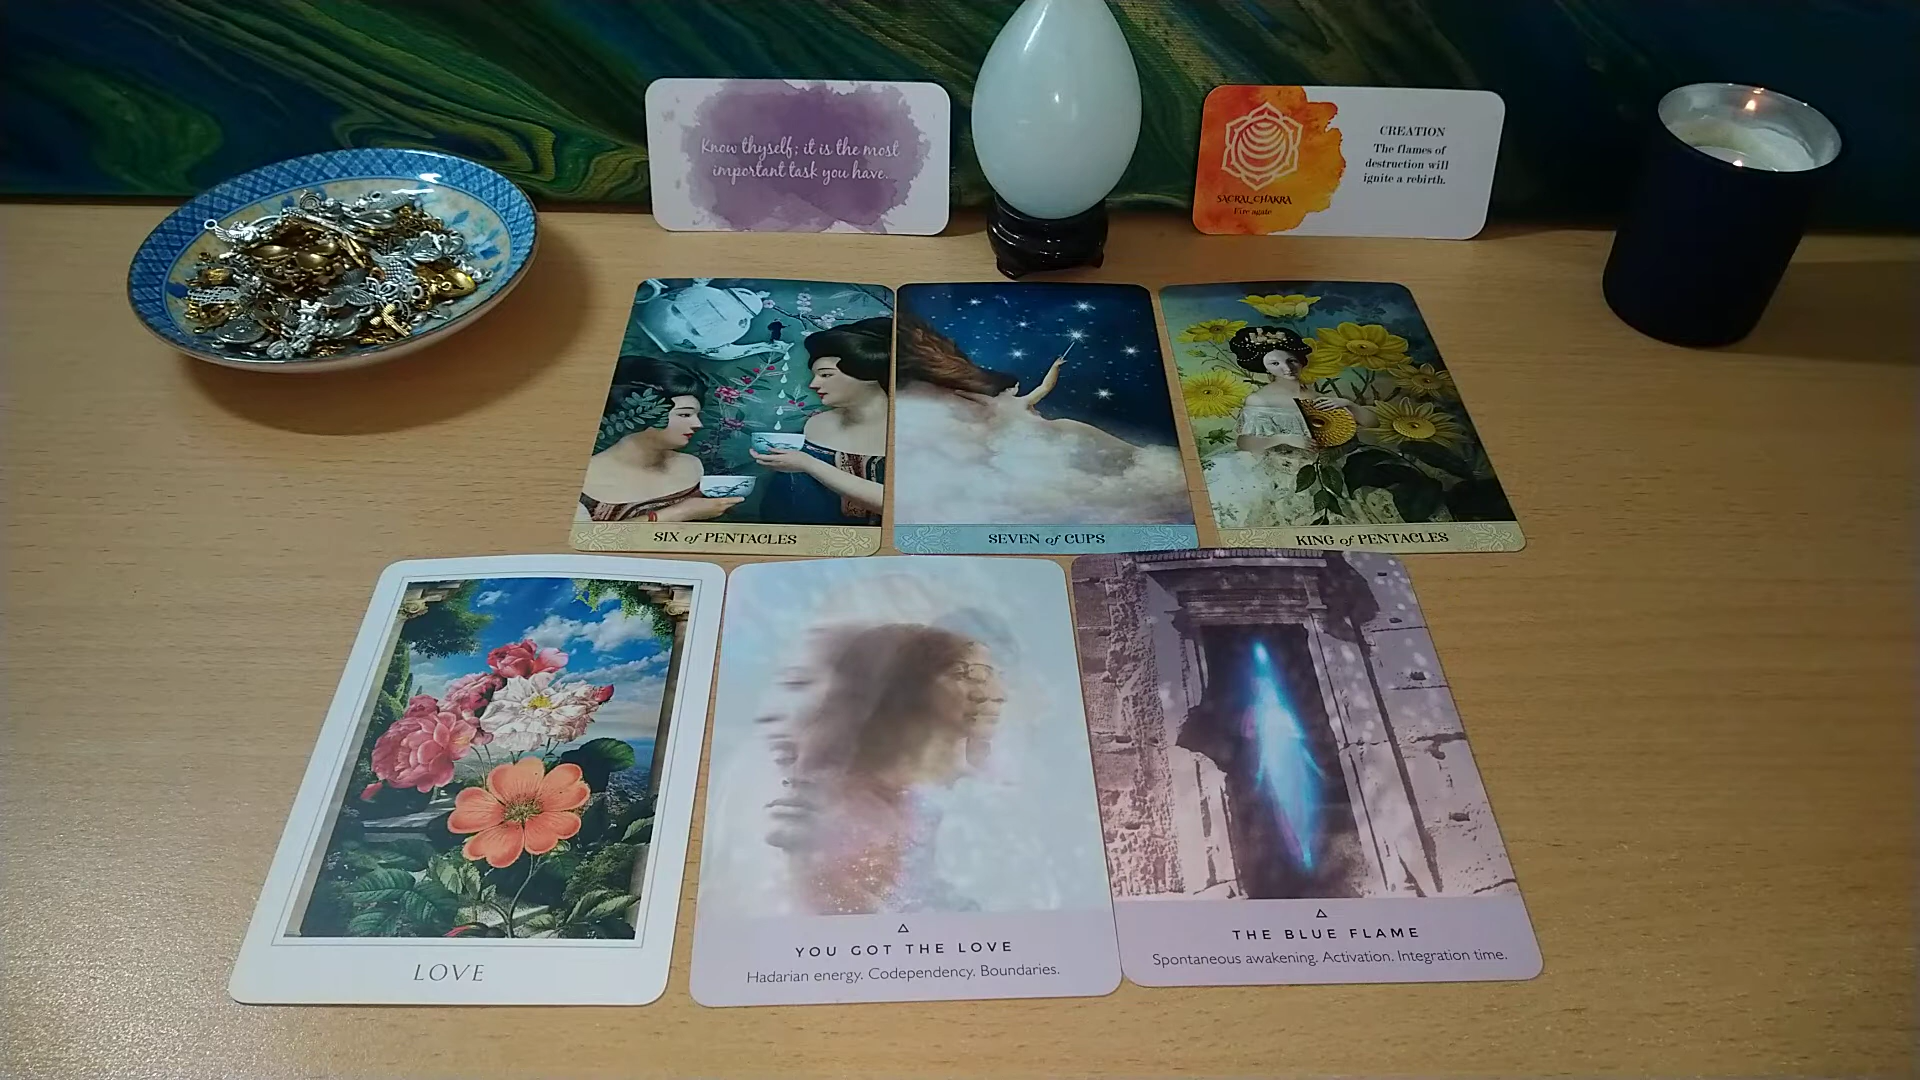 Know thyself; it is the most
important task you have.
CREATION
The flames of
destruction will
ignite a rebirth.
SACRAL CHAKRA
Fire agate
SIX of PENTACLES
SEVEN of CUPS
KING of PENTACLES
LOVE
YOU GOT THE LOVE
Hadarian energy. Codependency. Boundaries.
THE BLUE FLAME
Spontaneous awakening. Activation. Integration time.